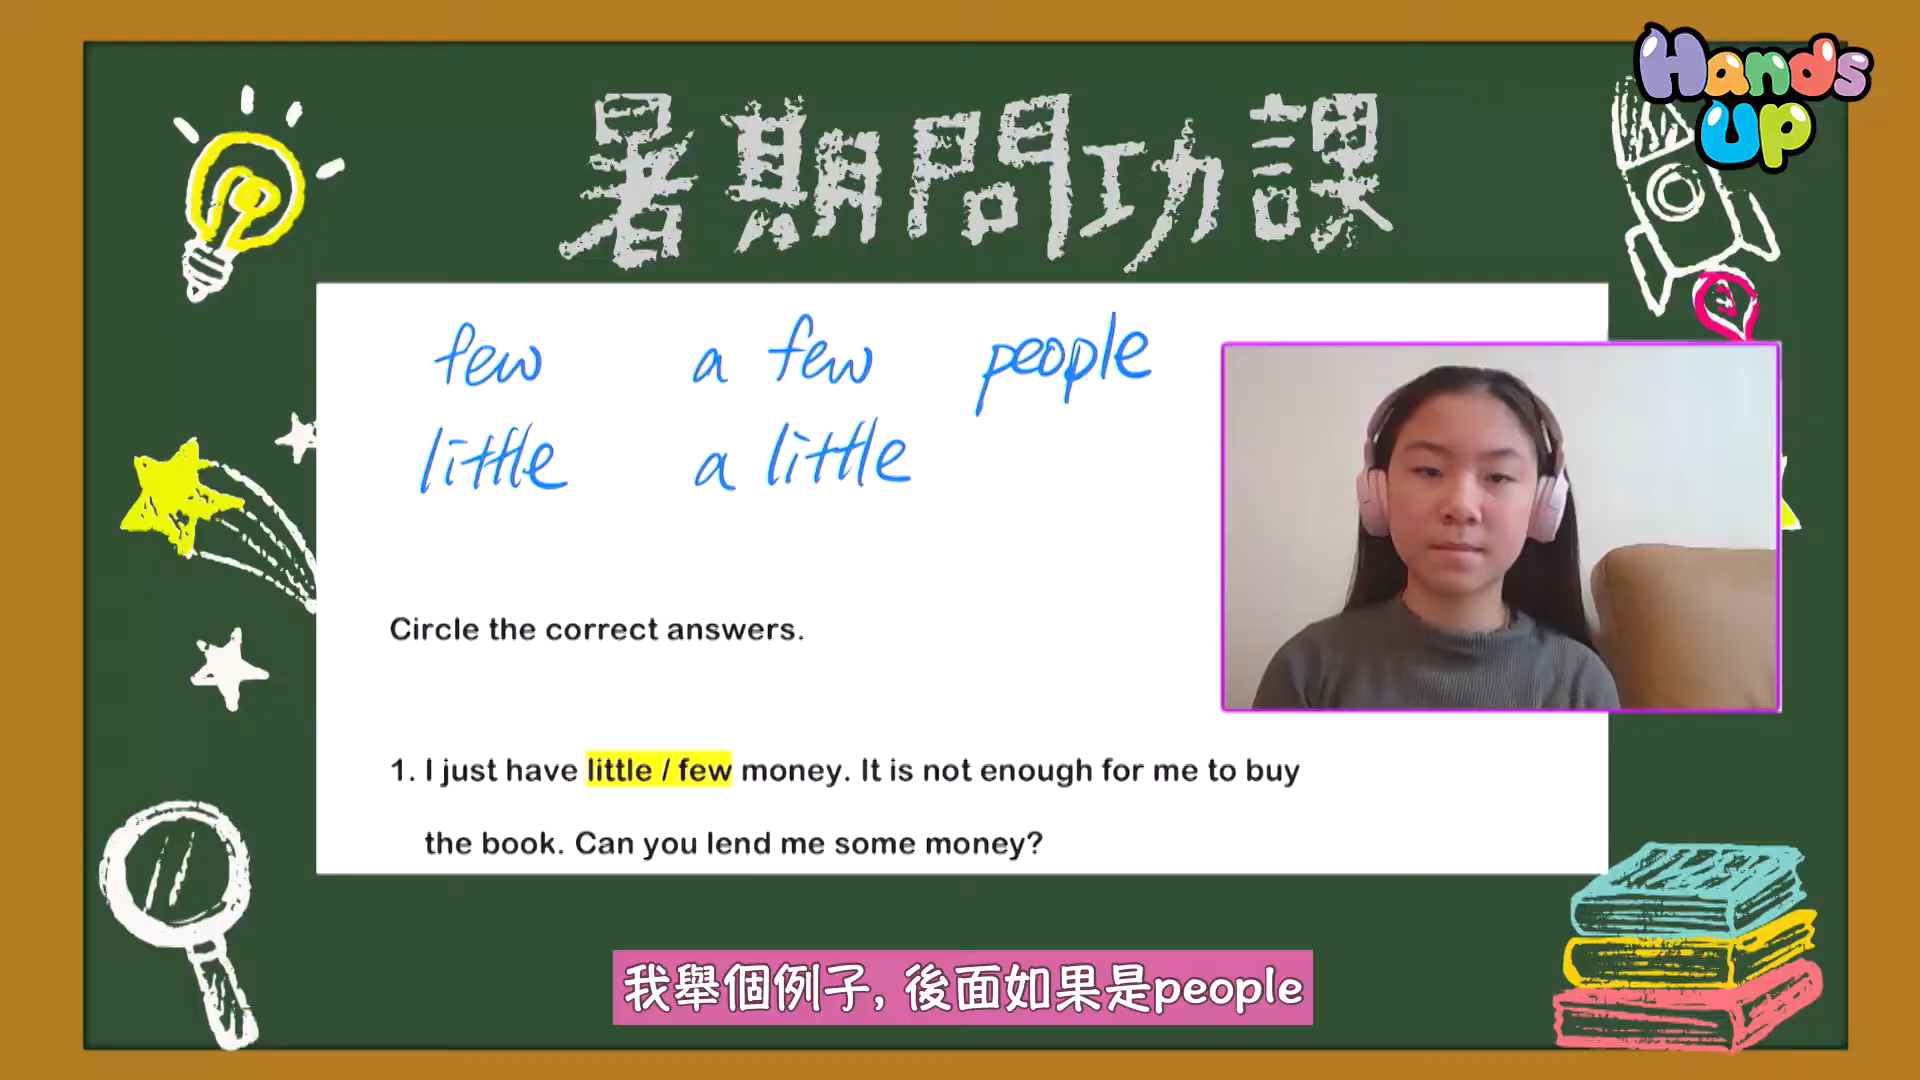 Hands
Up
暑期問功課
few a few people
little a little
Circle the correct answers.
1. I just have little / few money. It is not enough for me to buy
the book. Can you lend me some money?
我舉個例子, 後面如果是people